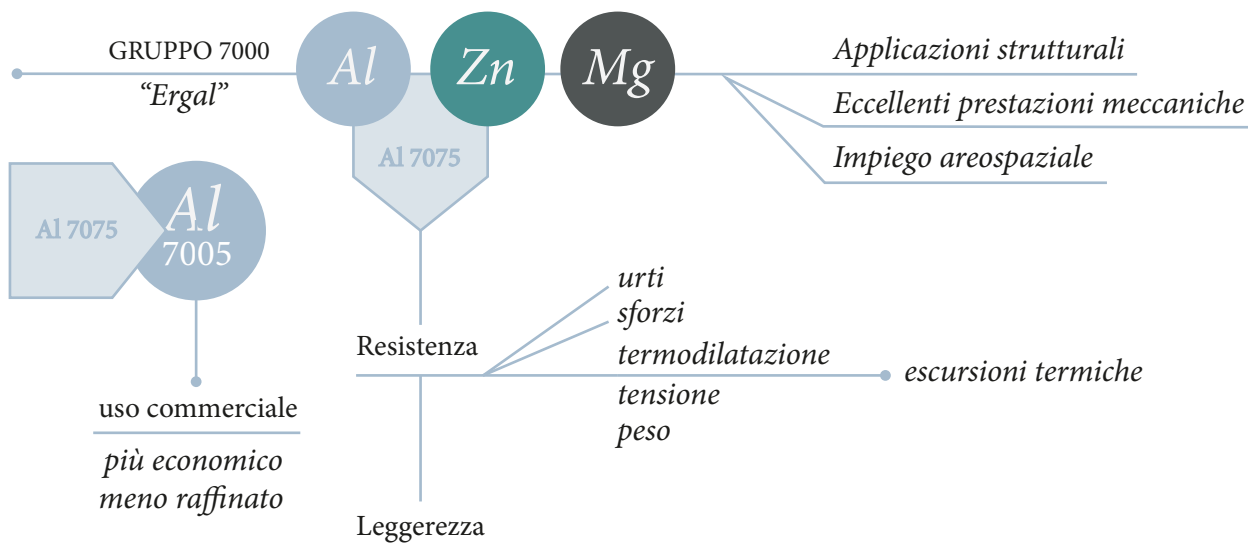 GRUPPO 7000
“Ergal”
Al
Zn
Mg
Applicazioni strutturali
Eccellenti prestazioni meccaniche
Impiego areospaziale
Al 7075
Al 7075
Al
7005
uso commerciale
più economico
meno raffinato
Resistenza
urti
sforzi
termodilatazione
tensione
peso
escursioni termiche
Leggerezza